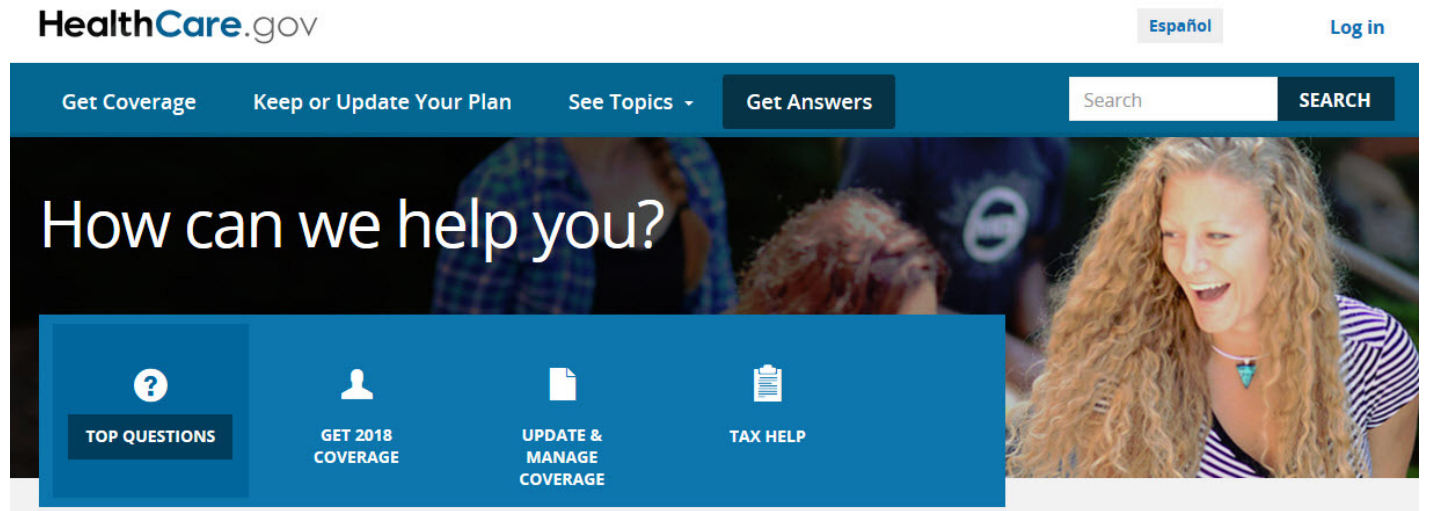 HealthCare.gov
Español
Log in
Get Coverage
Keep or Update Your Plan
See Topics
Get Answers
Search
SEARCH
How can we help you?
TOP QUESTIONS
GET 2018
COVERAGE
UPDATE &
MANAGE
COVERAGE
TAX HELP